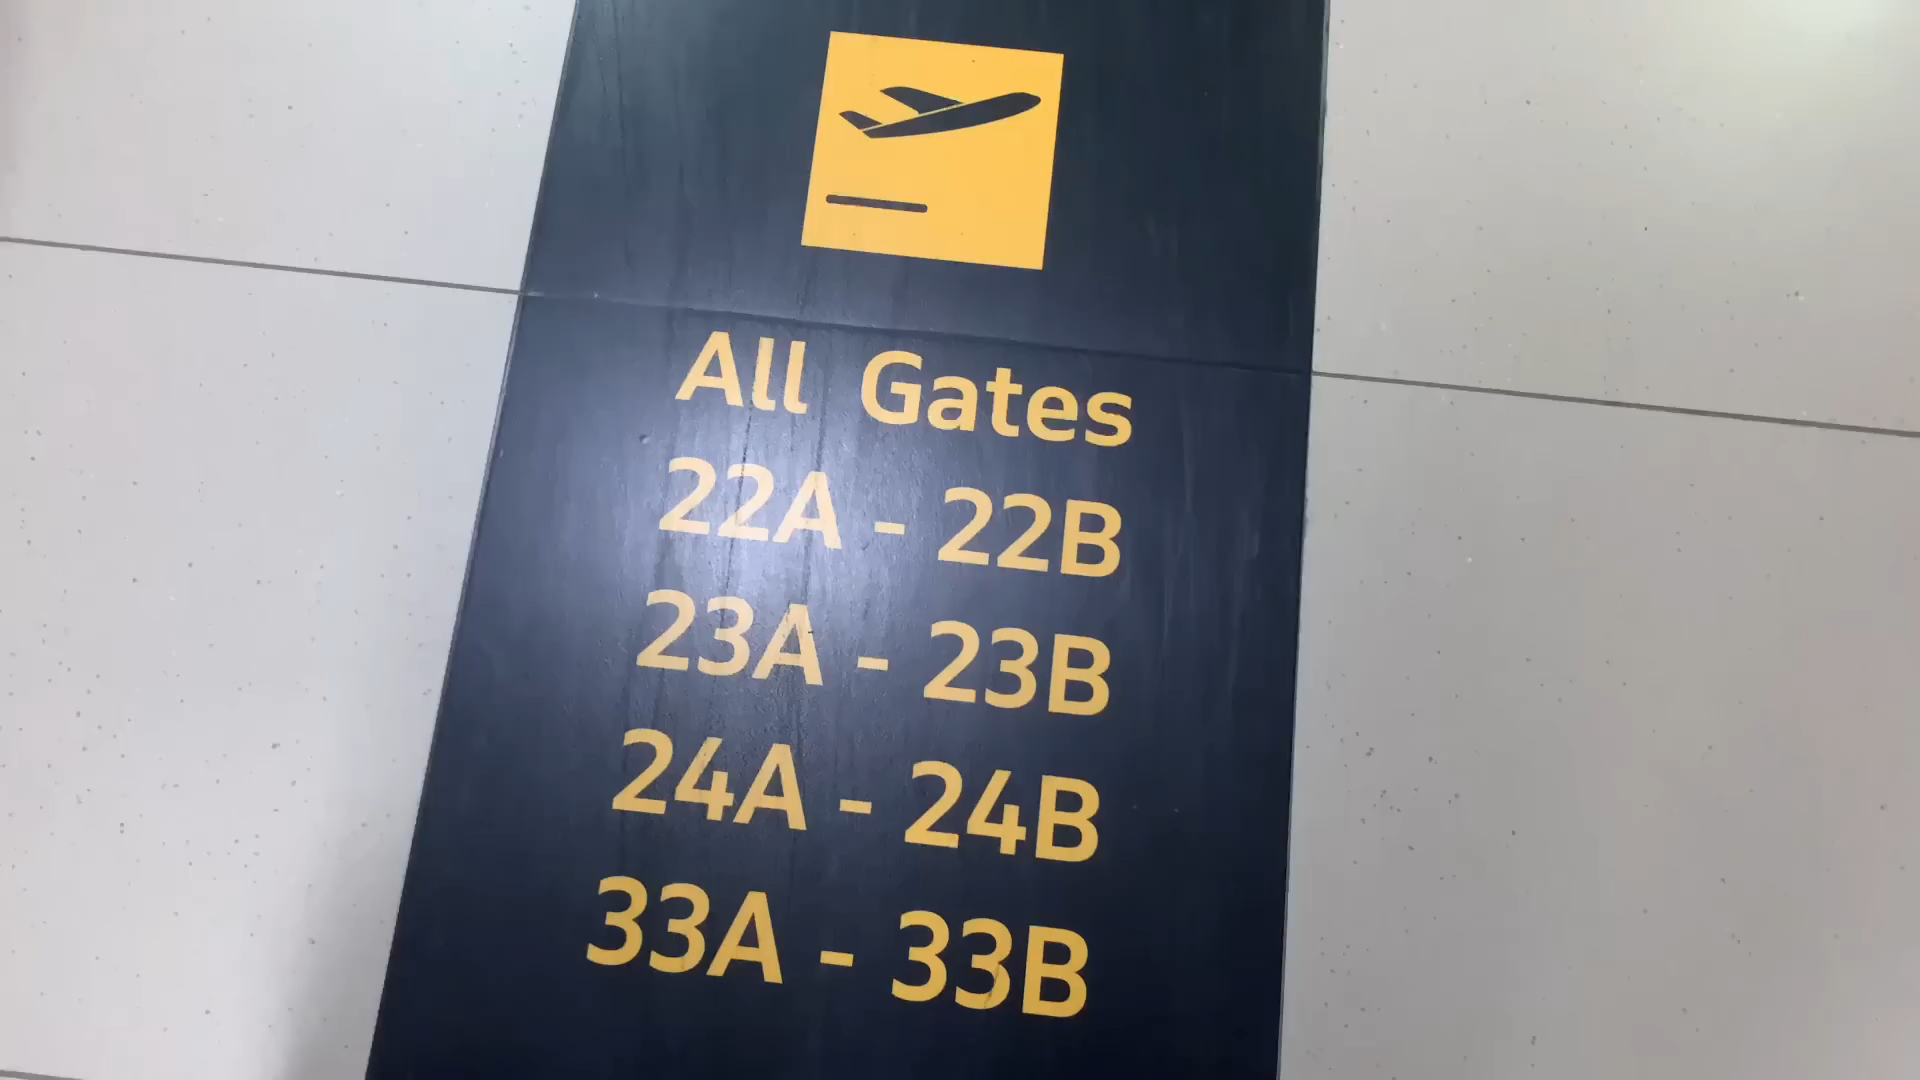 All Gates
22A - 22B
23A - 23B
24A - 24B
33A - 33B